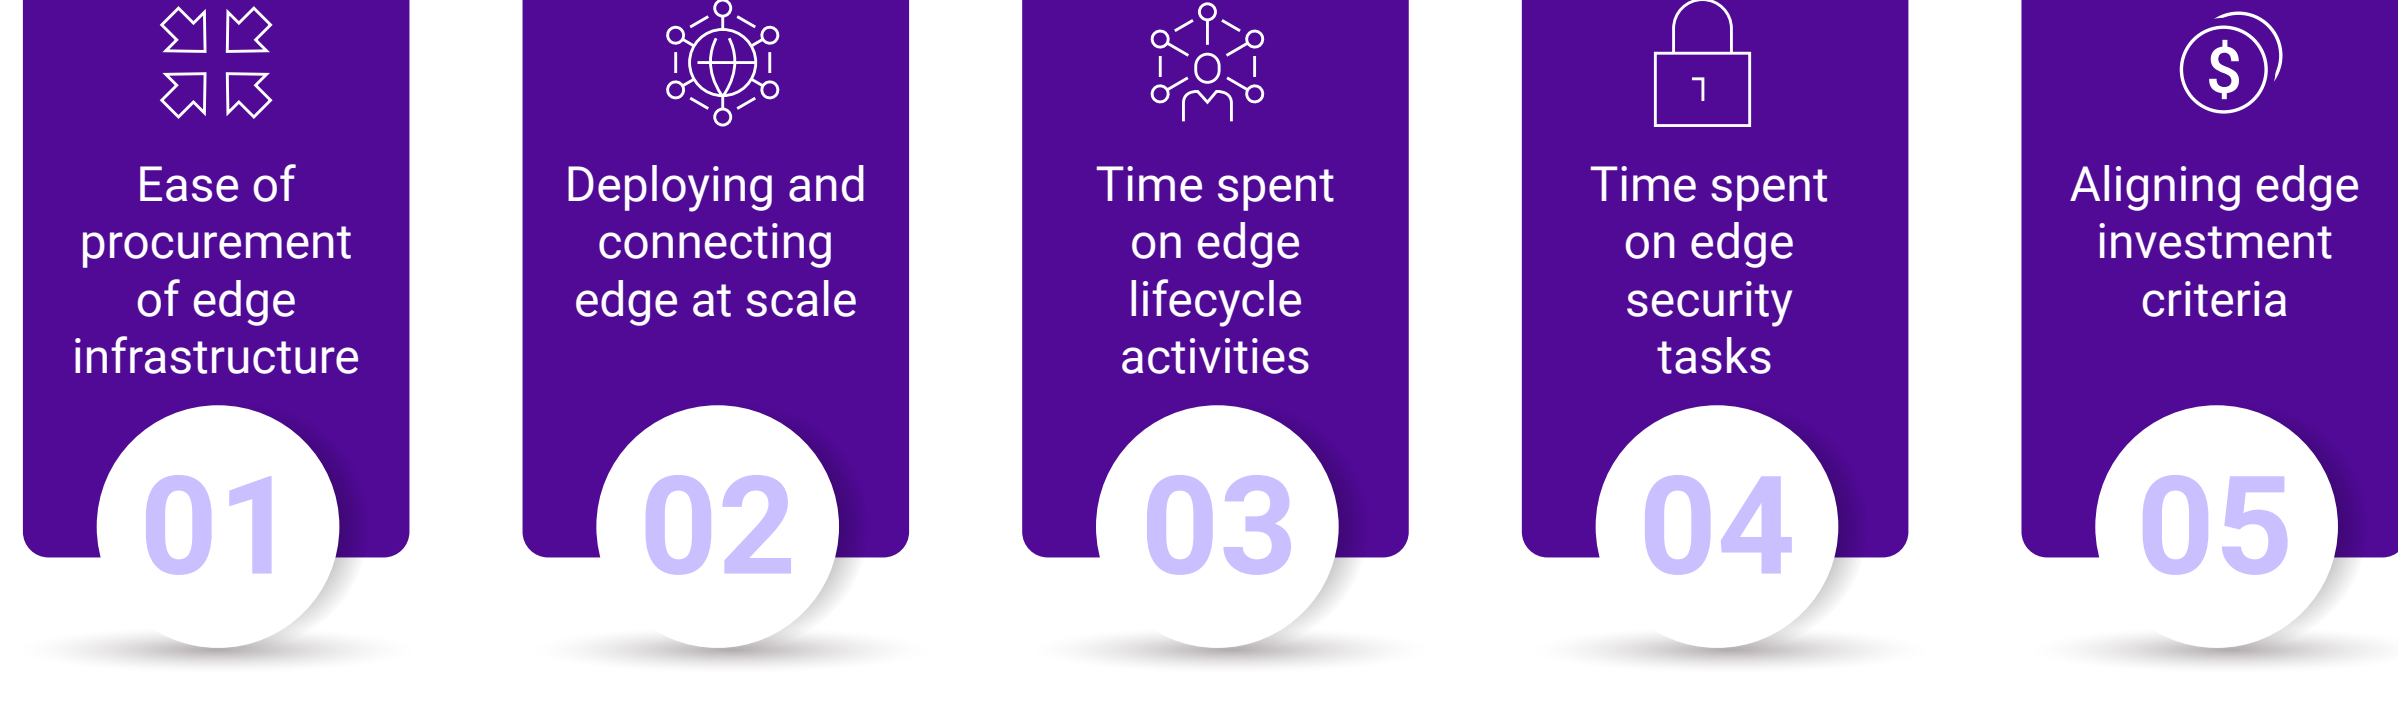 Ease of
procurement
of edge
infrastructure
01
Deploying and
connecting
edge at scale
02
Time spent
on edge
lifecycle
activities
03
Time spent
on edge
security
tasks
04
$
Aligning edge
investment
criteria
05